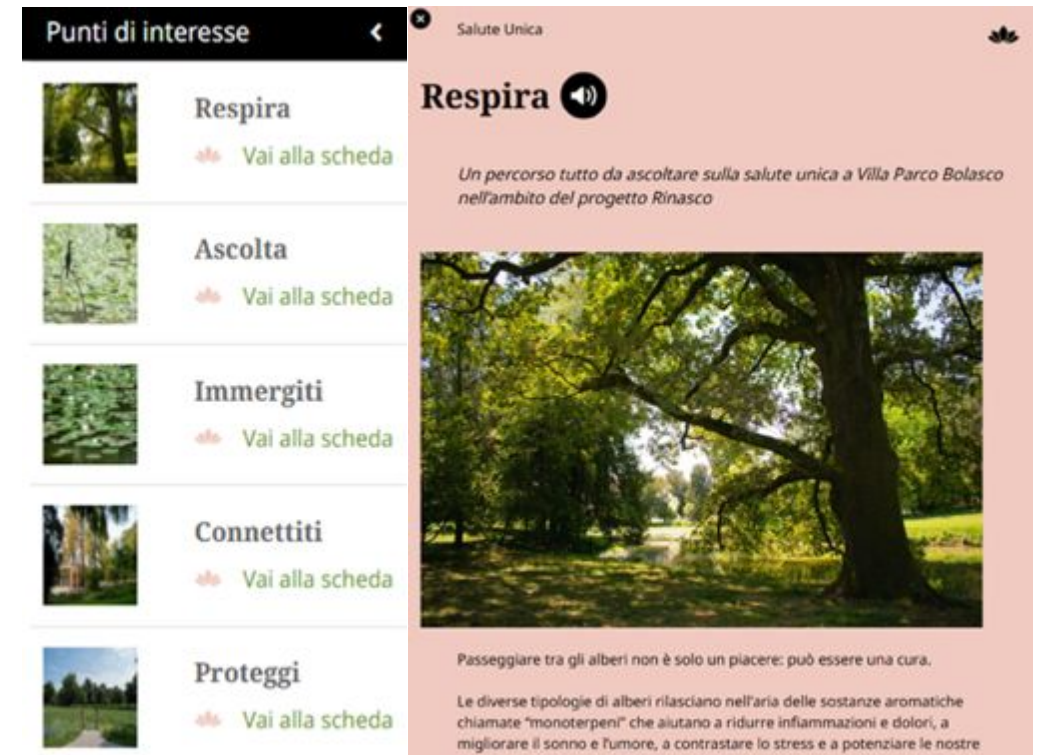 Punti di interesse
Respira
Vai alla scheda
Ascolta
Vai alla scheda
Immergiti
Vai alla scheda
Connettiti
Vai alla scheda
Proteggi
Vai alla scheda
Salute Unica
Respira
Un percorso tutto da ascoltare sulla salute unica a Villa Parco Bolasco
nell'ambito del progetto Rinasco
Passeggiare tra gli alberi non è solo un piacere: può essere una cura.
Le diverse tipologie di alberi rilasciano nell'aria delle sostanze aromatiche
chiamate "monoterpeni" che aiutano a ridurre infiammazioni e dolori, a
migliorare il sonno e l'umore, a contrastare lo stress e a potenziare le nostre